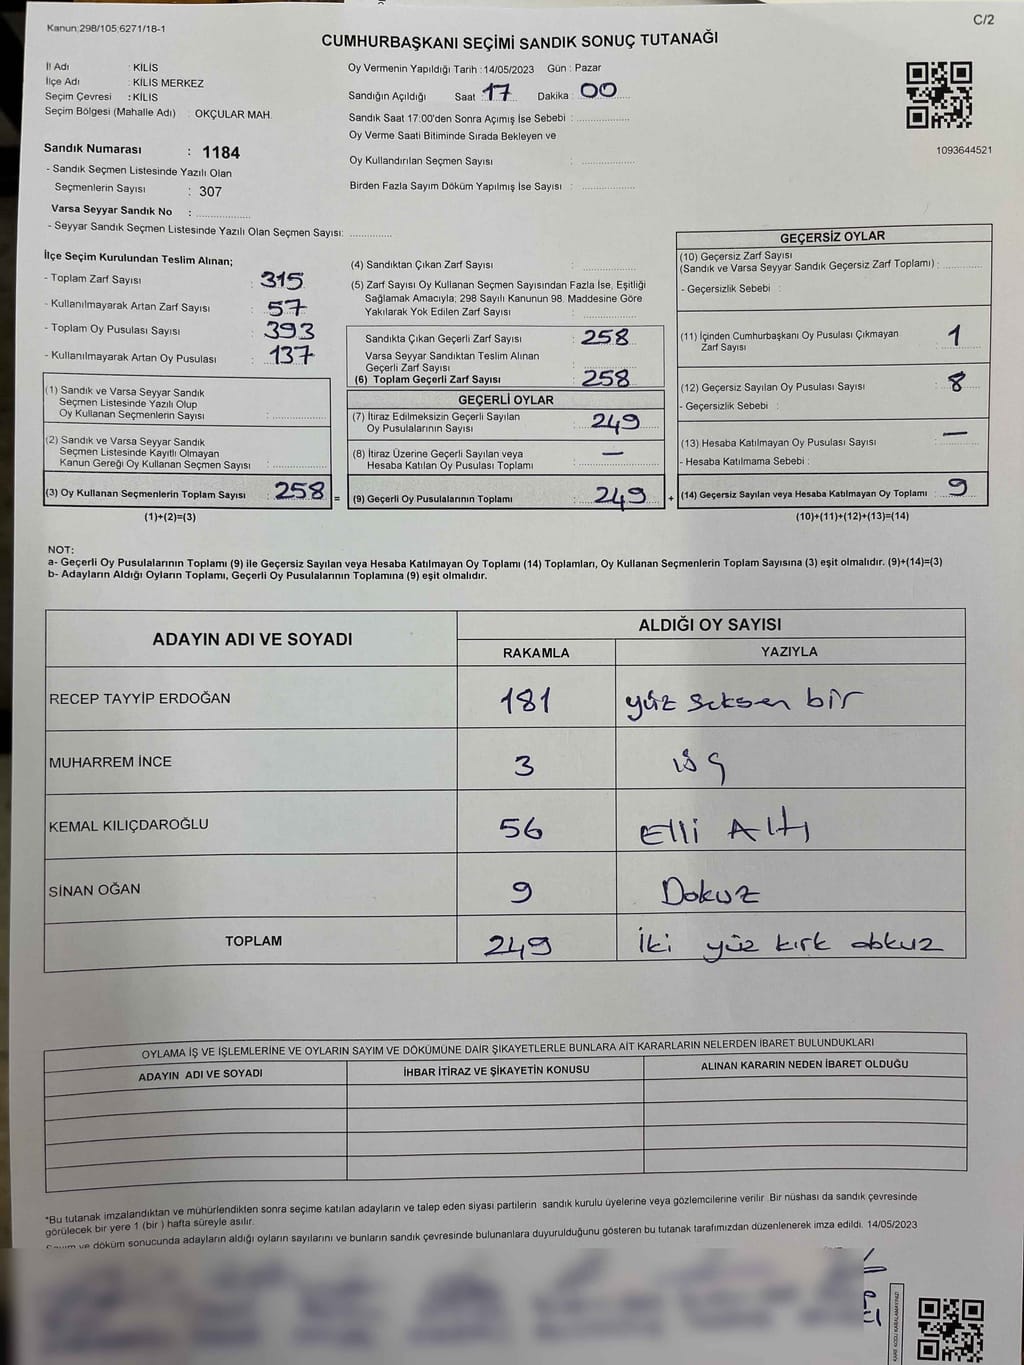 Kanun 298/105,6271/18-1
C/2
CUMHURBAŞKANI SEÇİMİ SANDIK SONUÇ TUTANAĞI
İl Adı : KİLİS
İlçe Adı : KİLİS MERKEZ
Seçim Çevresi : KİLİS
Seçim Bölgesi (Mahalle Adı) : OKÇULAR MAH.
Sandık Numarası : 1184
- Sandık Seçmen Listesinde Yazılı Olan
Seçmenlerin Sayısı : 307
Varsa Seyyar Sandık No : ..............
- Seyyar Sandık Seçmen Listesinde Yazılı Olan Seçmen Sayısı: ............
Oy Vermenin Yapıldığı Tarih : 14/05/2023 Gün : Pazar
Sandığın Açıldığı Saat 17 Dakika : 00
Sandık Saat 17:00'den Sonra Açımış İse Sebebi : ..............
Oy Verme Saati Bitiminde Sırada Bekleyen ve
Oy Kullandırılan Seçmen Sayısı : ..............
Birden Fazla Sayım Döküm Yapılmış İse Sayısı : ..............
1093644521
İlçe Seçim Kurulundan Teslim Alınan;
- Toplam Zarf Sayısı : 315
- Kullanılmayarak Artan Zarf Sayısı : 57
- Toplam Oy Pusulası Sayısı : 393
- Kullanılmayarak Artan Oy Pusulası : 137
(1) Sandık ve Varsa Seyyar Sandık
Seçmen Listesinde Yazılı Olup
Oy Kullanan Seçmenlerin Sayısı : ..............
(2) Sandık ve Varsa Seyyar Sandık
Seçmen Listesinde Kayıtlı Olmayan
Kanun Gereği Oy Kullanan Seçmen Sayısı : ..............
(3) Oy Kullanan Seçmenlerin Toplam Sayısı : 258 =
(1)+(2)=(3)
(4) Sandıktan Çıkan Zarf Sayısı : ..............
(5) Zarf Sayısı Oy Kullanan Seçmen Sayısından Fazla İse, Eşitliği
Sağlamak Amacıyla; 298 Sayılı Kanunun 98. Maddesine Göre
Yakılarak Yok Edilen Zarf Sayısı : ..............
Sandıkta Çıkan Geçerli Zarf Sayısı : 258
Varsa Seyyar Sandıktan Teslim Alınan
Geçerli Zarf Sayısı : ..............
(6) Toplam Geçerli Zarf Sayısı : 258
GEÇERLİ OYLAR
(7) İtiraz Edilmeksizin Geçerli Sayılan
Oy Pusulalarının Sayısı : 249
(8) İtiraz Üzerine Geçerli Sayılan veya
Hesaba Katılan Oy Pusulası Toplamı : —
(9) Geçerli Oy Pusulalarının Toplamı : 249 +
GEÇERSİZ OYLAR
(10) Geçersiz Zarf Sayısı
(Sandık ve Varsa Seyyar Sandık Geçersiz Zarf Toplamı) : ............
- Geçersizlik Sebebi :
(11) İçinden Cumhurbaşkanı Oy Pusulası Çıkmayan
Zarf Sayısı : 1
(12) Geçersiz Sayılan Oy Pusulası Sayısı : 8
- Geçersizlik Sebebi :
(13) Hesaba Katılmayan Oy Pusulası Sayısı : —
- Hesaba Katılmama Sebebi :
(14) Geçersiz Sayılan veya Hesaba Katılmayan Oy Toplamı : 9
(10)+(11)+(12)+(13)=(14)
NOT:
a- Geçerli Oy Pusulalarının Toplamı (9) ile Geçersiz Sayılan veya Hesaba Katılmayan Oy Toplamı (14) Toplamları, Oy Kullanan Seçmenlerin Toplam Sayısına (3) eşit olmalıdır. (9)+(14)=(3)
b- Adayların Aldığı Oyların Toplamı, Geçerli Oy Pusulalarının Toplamına (9) eşit olmalıdır.
ADAYIN ADI VE SOYADI
ALDIĞI OY SAYISI
RAKAMLA YAZIYLA
RECEP TAYYİP ERDOĞAN 181 yüz seksen bir
MUHARREM İNCE 3 üç
KEMAL KILIÇDAROĞLU 56 Elli Altı
SİNAN OĞAN 9 Dokuz
TOPLAM 249 İki yüz kırk dokuz
OYLAMA İŞ VE İŞLEMLERİNE VE OYLARIN SAYIM VE DÖKÜMÜNE DAİR ŞİKAYETLERLE BUNLARA AİT KARARLARIN NELERDEN İBARET BULUNDUKLARI
ADAYIN ADI VE SOYADI İHBAR İTİRAZ VE ŞİKAYETİN KONUSU ALINAN KARARIN NEDEN İBARET OLDUĞU
*Bu tutanak imzalandıktan ve mühürlendikten sonra seçime katılan adayların ve talep eden siyasi partilerin sandık kurulu üyelerine veya gözlemcilerine verilir. Bir nüshası da sandık çevresinde
görülecek bir yere 1 (bir ) hafta süreyle asılır.
Sayım ve döküm sonucunda adayların aldığı oyların sayılarını ve bunların sandık çevresinde bulunanlara duyurulduğunu gösteren bu tutanak tarafımızdan düzenlenerek imza edildi. 14/05/2023
KARE KODU KARALAMAYINIZ!